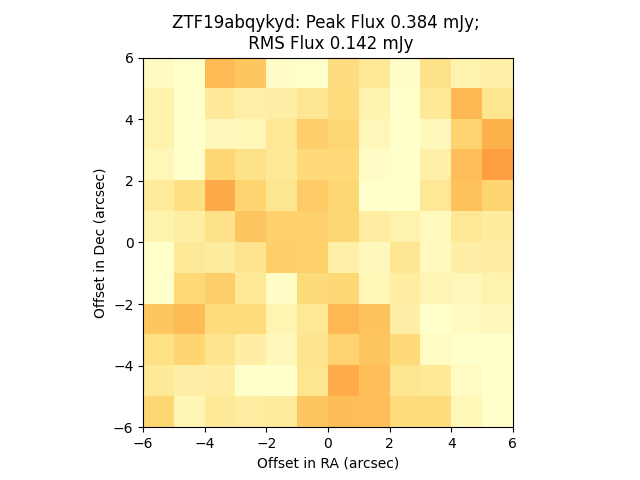 ZTF19abqykyd: Peak Flux 0.384 mJy;
RMS Flux 0.142 mJy
6
4
2
0
−2
−4
−6
Offset in Dec (arcsec)
−6 −4 −2 0 2 4 6
Offset in RA (arcsec)